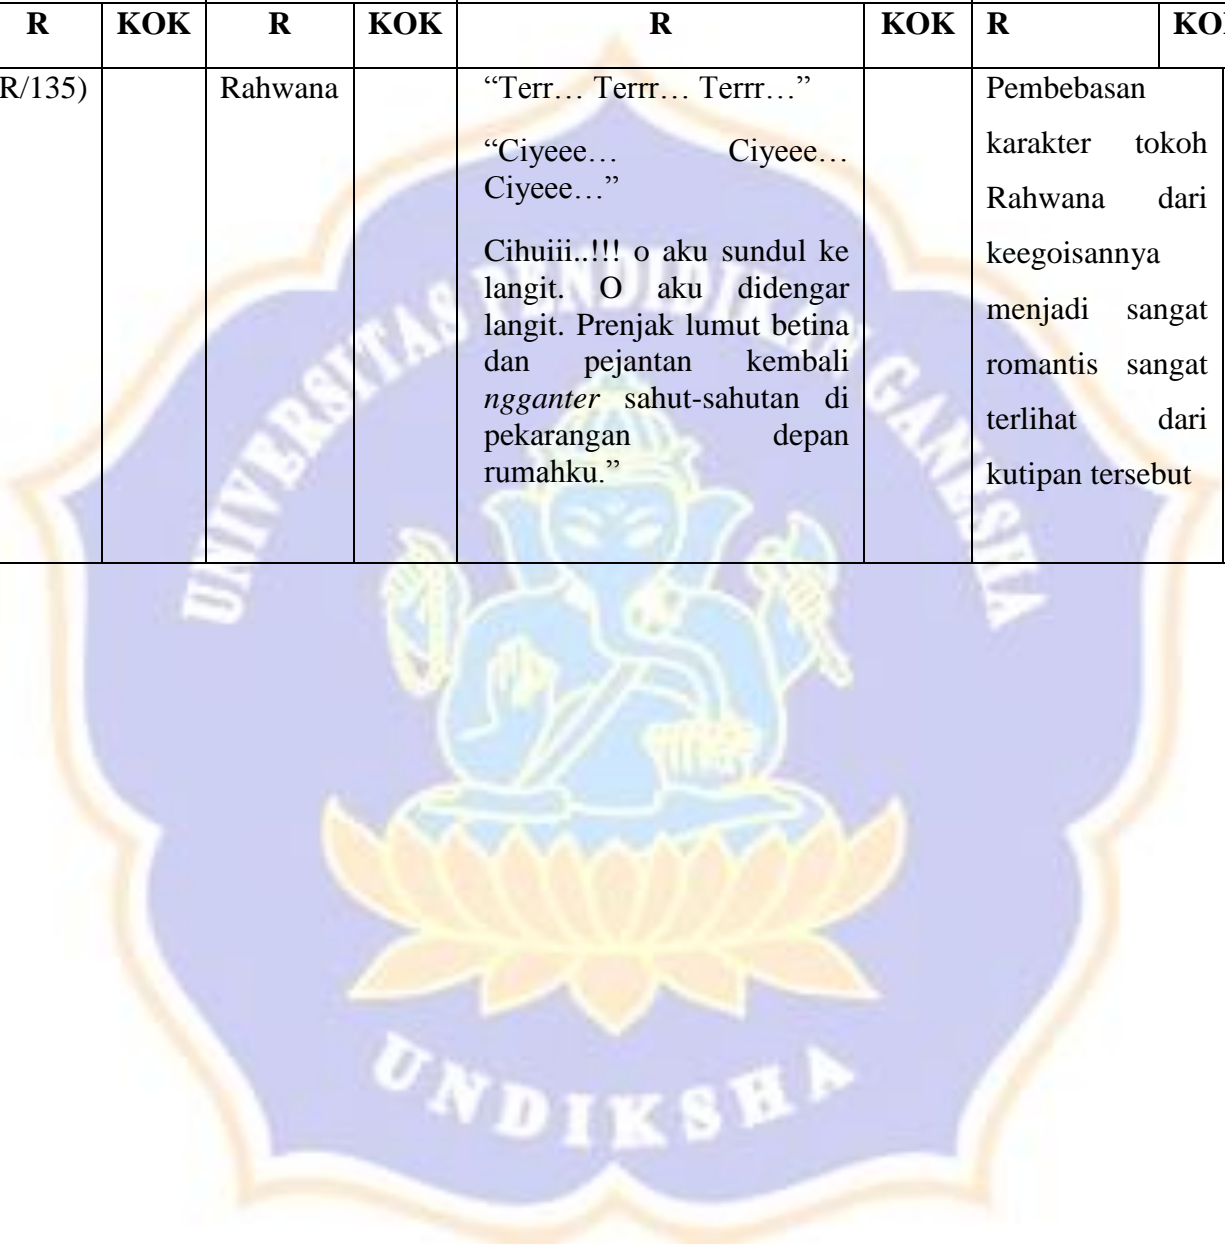 R KOK R KOK R KOK R
R/135)
Rahwana
“Terr… Terrr… Terrr…”
“Ciyeee… Ciyeee…
Ciyeee…”
Cihuiii..!!! o aku sundul ke
langit. O aku didengar
langit. Prenjak lumut betina
dan pejantan kembali
ngganter sahut-sahutan di
pekarangan depan
rumahku.”
Pembebasan
karakter tokoh
Rahwana dari
keegoisannya
menjadi sangat
romantis sangat
terlihat dari
kutipan tersebut
UNIVERSITAS PENDIDIKAN GANESHA
UNDIKSHA